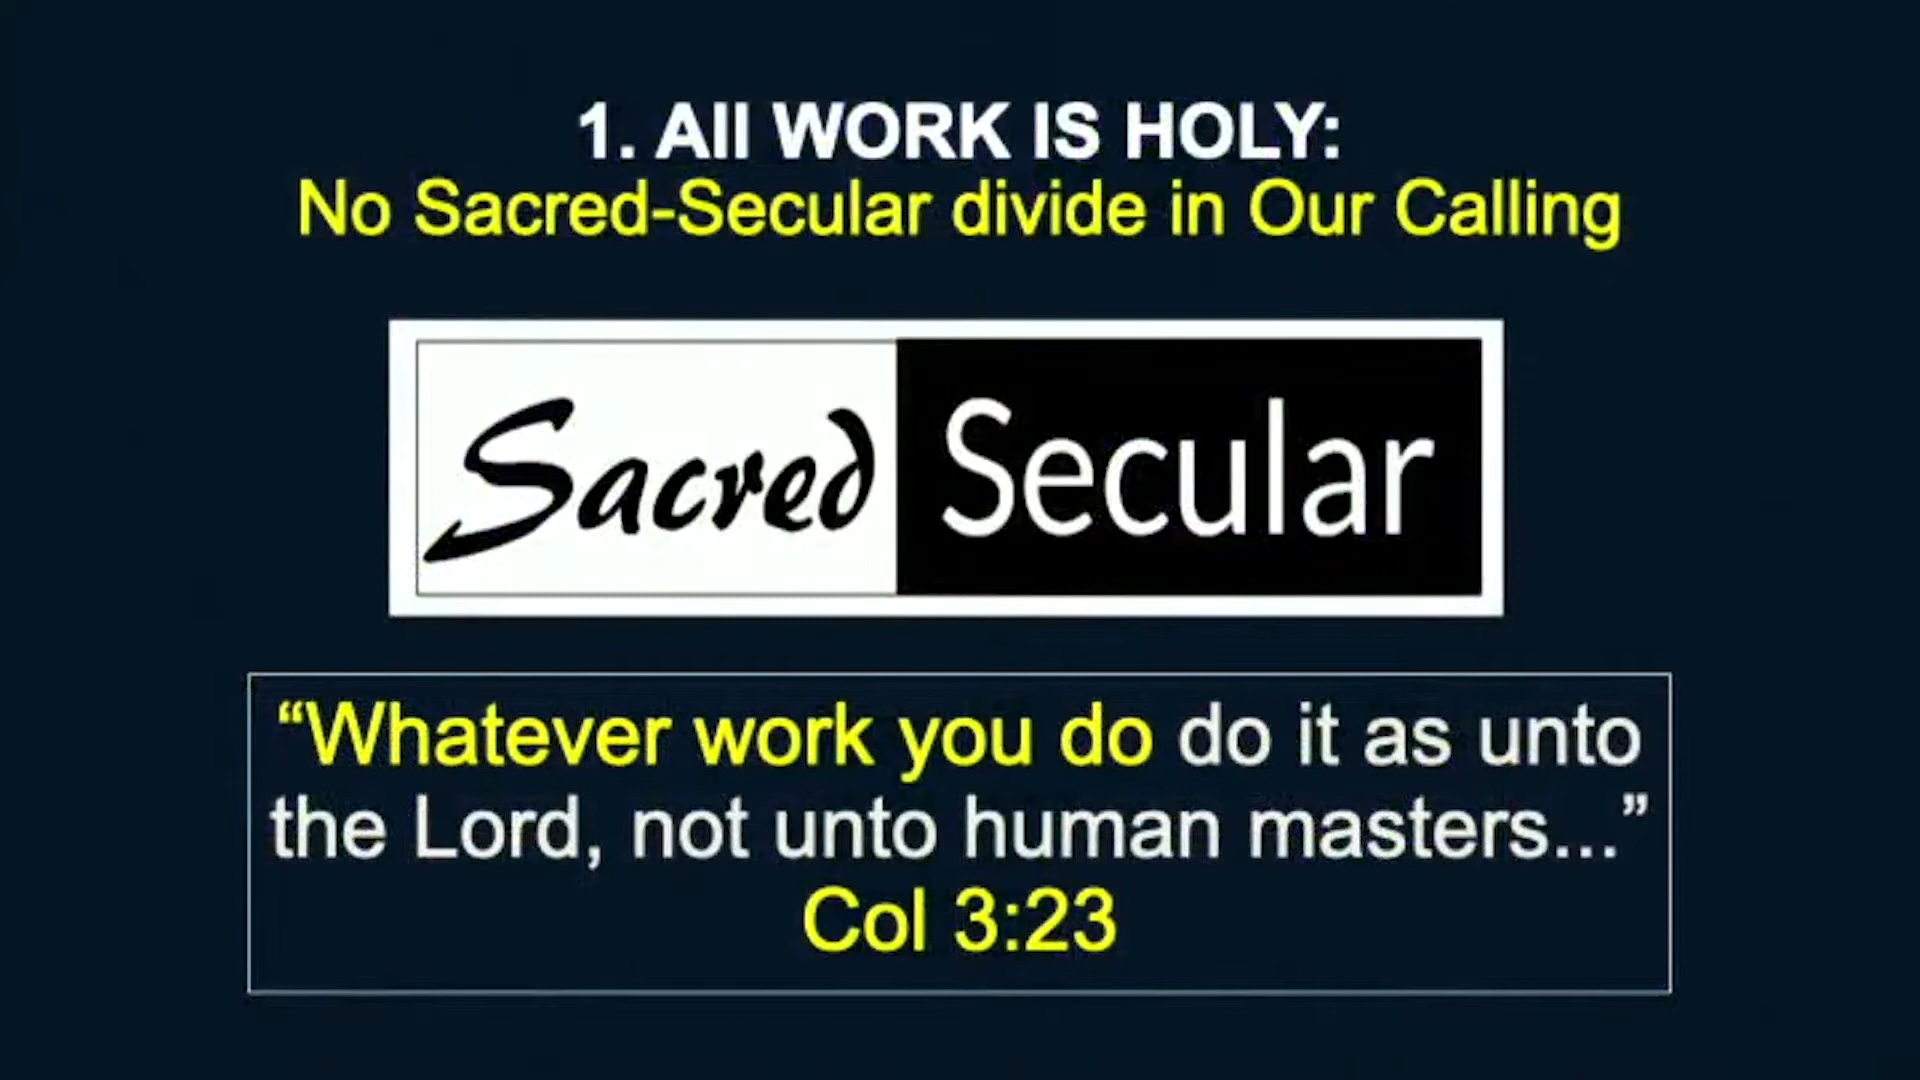 1. All WORK IS HOLY:
No Sacred-Secular divide in Our Calling
Sacred Secular
“Whatever work you do do it as unto
the Lord, not unto human masters...”
Col 3:23